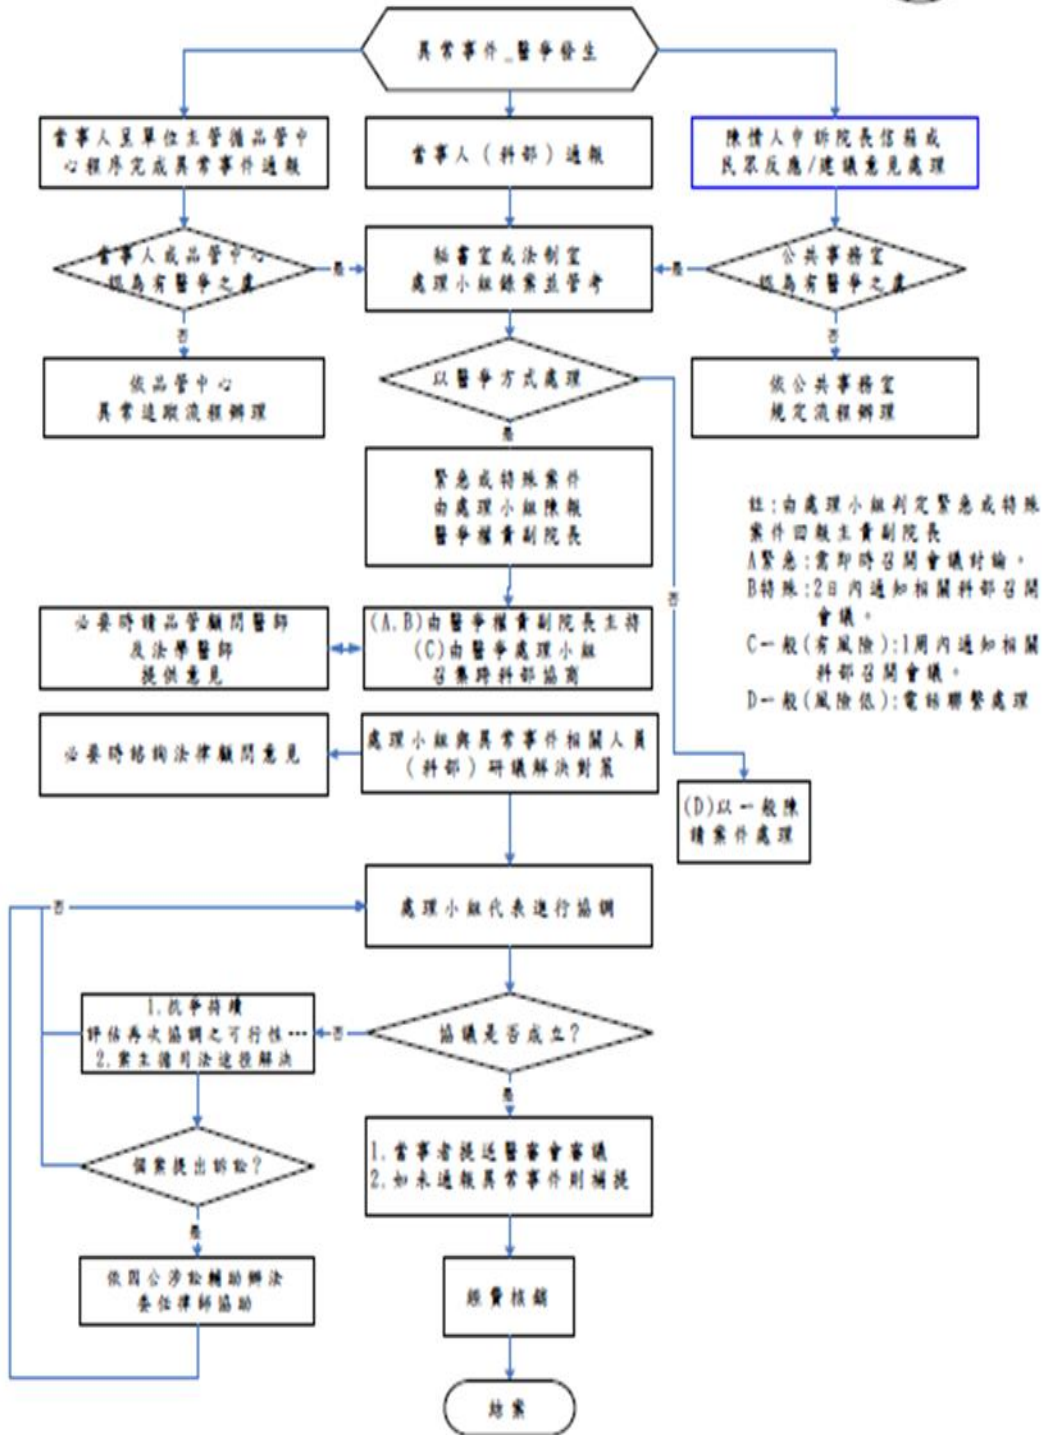 異常事件_醫爭發生
當事人呈單位主管循品管中
心程序完成異常事件通報
當事人(科部)通報
陳情人申訴院長信箱或
民眾反應/建議意見處理
當事人或品管中心
認為有醫爭之處
是
秘書室或法制室
處理小組錄案並管考
是
公共事務室
認為有醫爭之處
否
否
依品管中心
異常追蹤流程辦理
以醫爭方式處理
依公共事務室
規定流程辦理
是
緊急或特殊案件
由處理小組陳報
醫爭權責副院長
註:由處理小組判定緊急或特殊
案件回報主責副院長
A緊急:需即時召開會議討論。
B特殊:2日內通知相關科部召開
會議。
C一般(有風險):1周內通知相關
科部召開會議。
D一般(風險低):電話聯繫處理
否
必要時請品管顧問醫師
及法學醫師
提供意見
(A.B)由醫爭權責副院長主持
(C)由醫爭處理小組
召集跨科部協商
必要時諮詢法律顧問意見
處理小組與異常事件相關人員
(科部)研議解決對策
(D)以一般陳
請案件處理
否
處理小組代表進行協調
1.抗爭持續
評估再次協調之可行性…
2.案主循司法途徑解決
否
協議是否成立?
是
個案提出訴訟?
1.當事者提送醫審會審議
2.如未通報異常事件則補提
是
依因公涉訟輔助辦法
委任律師協助
經費核銷
結案